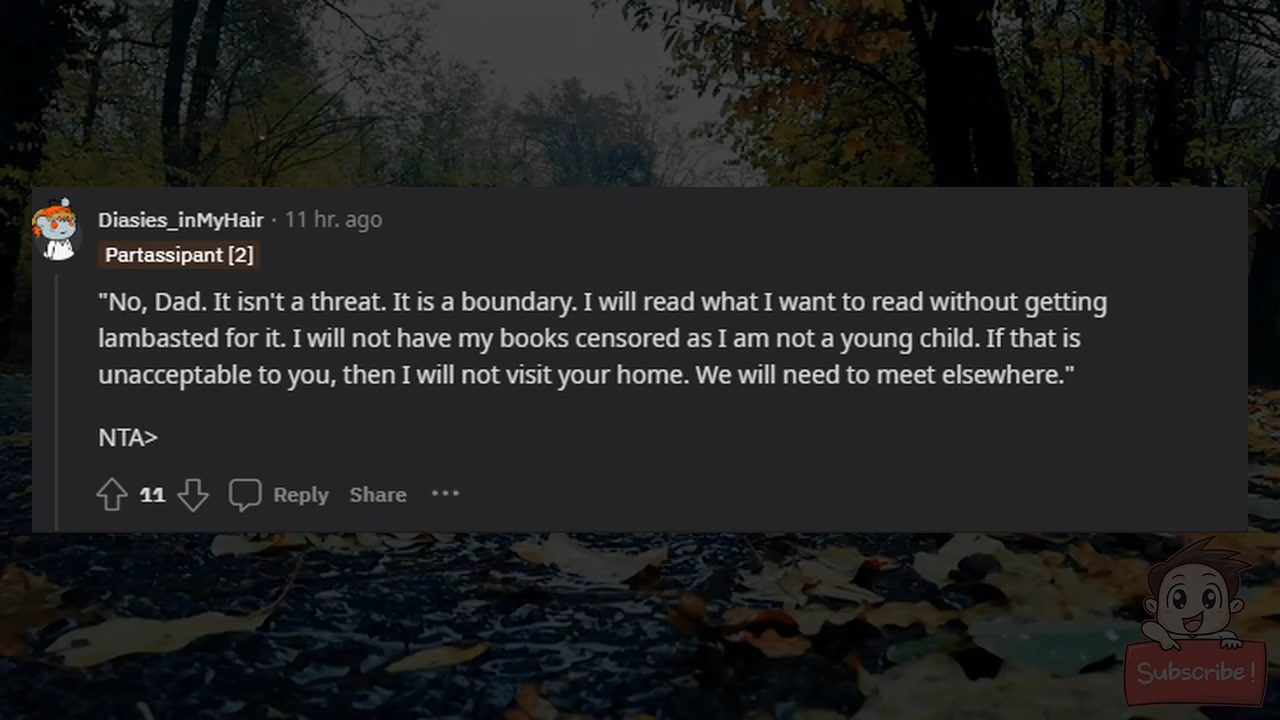 Diasies_inMyHair · 11 hr. ago
Partassipant [2]
"No, Dad. It isn't a threat. It is a boundary. I will read what I want to read without getting
lambasted for it. I will not have my books censored as I am not a young child. If that is
unacceptable to you, then I will not visit your home. We will need to meet elsewhere."
NTA>
11 Reply Share ···
Subscribe!